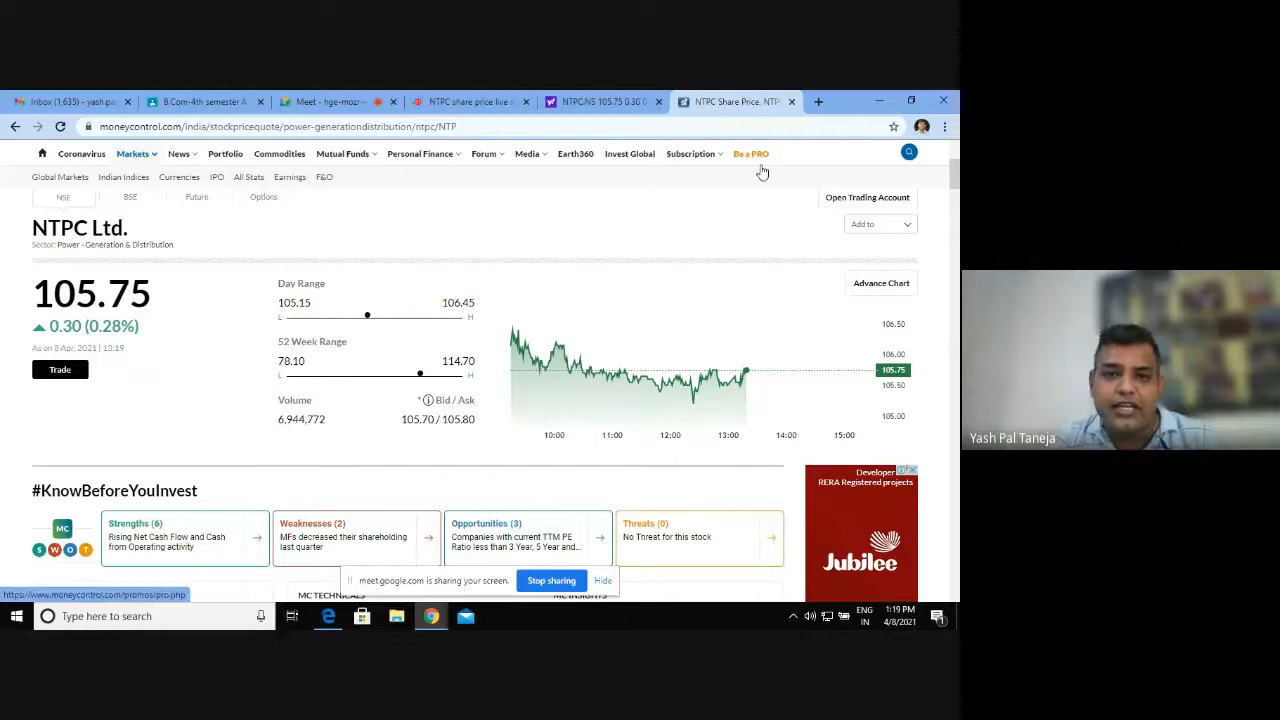 Inbox (1,635) - yash.pa
B.Com-4th semester A
Meet - hge-mozr-
NTPC share price live
NTPC.NS 105.75 0.30
NTPC Share Price, NTP
moneycontrol.com/india/stockpricequote/power-generationdistribution/ntpc/NTP
Coronavirus Markets News Portfolio Commodities Mutual Funds Personal Finance Forum Media Earth360 Invest Global Subscription Be a PRO
Global Markets Indian Indices Currencies IPO All Stats Earnings F&O
NSE BSE Future Options
Open Trading Account
NTPC Ltd.
Add to
Sector: Power - Generation & Distribution
105.75
0.30 (0.28%)
As on 8 Apr, 2021 | 13:19
Trade
Day Range
105.15 106.45
L H
52 Week Range
78.10 114.70
L H
Volume * Bid / Ask
6,944,772 105.70 / 105.80
Advance Chart
106.50
106.00
105.75
105.50
105.00
10:00 11:00 12:00 13:00 14:00 15:00
#KnowBeforeYouInvest
MC
S W O T
Strengths (6)
Rising Net Cash Flow and Cash
from Operating activity
Weaknesses (2)
MFs decreased their shareholding
last quarter
Opportunities (3)
Companies with current TTM PE
Ratio less than 3 Year, 5 Year and...
Threats (0)
No Threat for this stock
Developer
RERA Registered projects
Jubilee
meet.google.com is sharing your screen.
Stop sharing
Hide
https://www.moneycontrol.com/promos/pro.php
MC TECHNICALS
MC INSIGHTS
Type here to search
ENG
IN
1:19 PM
4/8/2021
1
Yash Pal Taneja